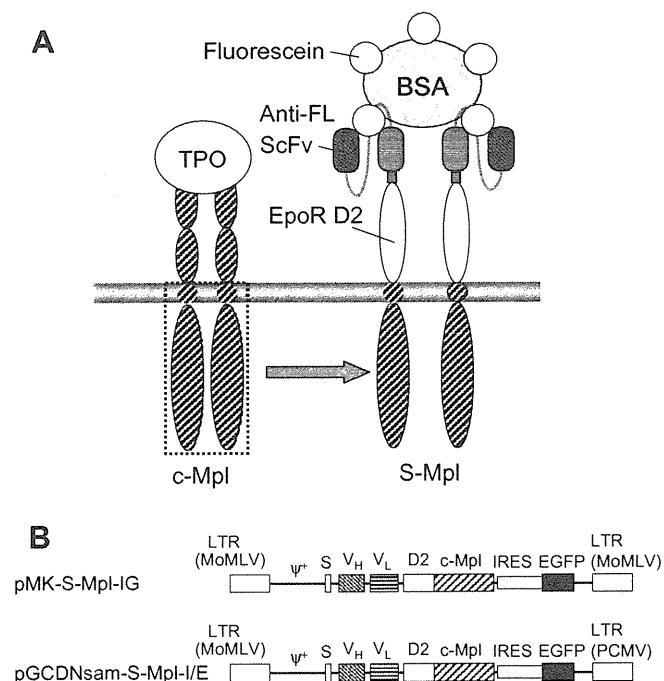 A
Fluorescein
BSA
Anti-FL
ScFv
TPO
EpoR D2
c-Mpl
S-Mpl
B
LTR
(MoMLV)
ψ+
S
VH
VL
D2
c-Mpl
IRES
EGFP
LTR
(MoMLV)
pMK-S-Mpl-IG
LTR
(MoMLV)
ψ+
S
VH
VL
D2
c-Mpl
IRES
EGFP
LTR
(PCMV)
pGCDNsam-S-Mpl-I/E